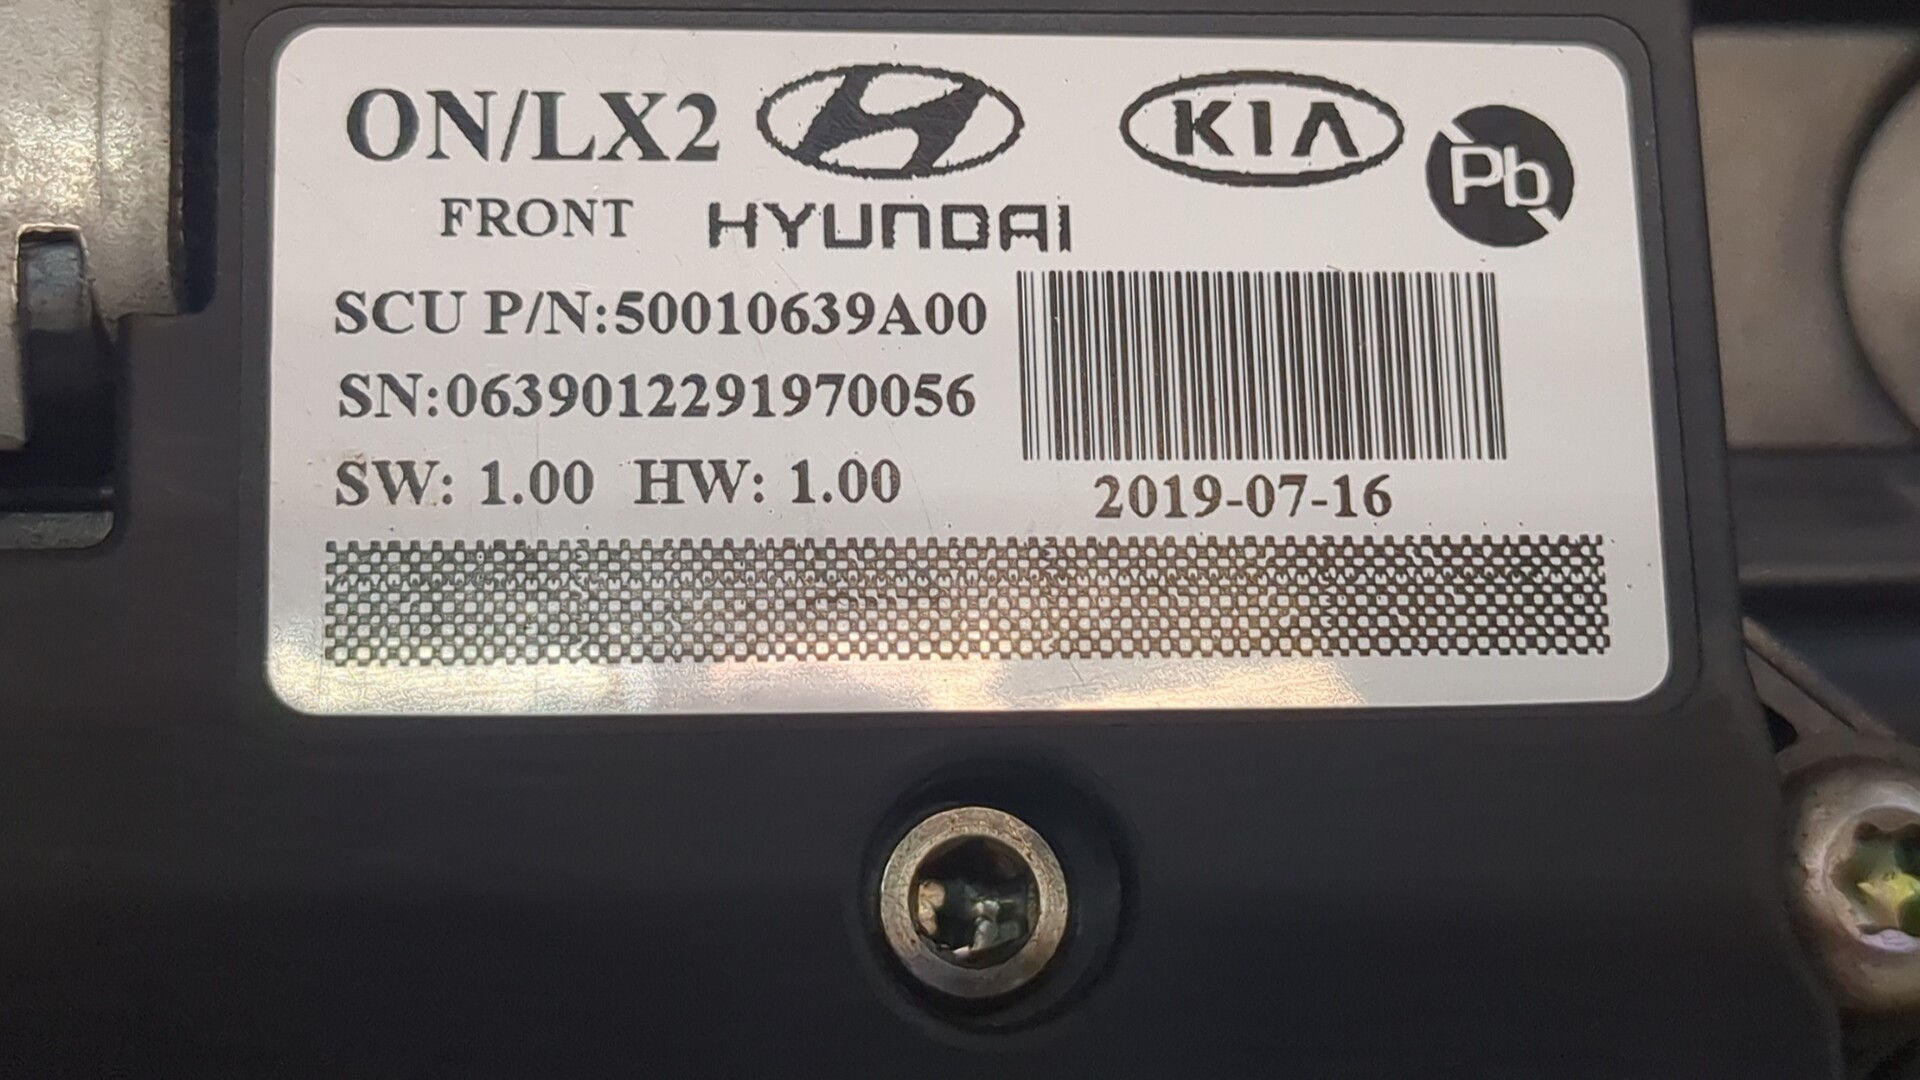 ON/LX2
KIA
Pb
FRONT HYUNDAI
SCU P/N:50010639A00
SN:0639012291970056
SW: 1.00 HW: 1.00
2019-07-16